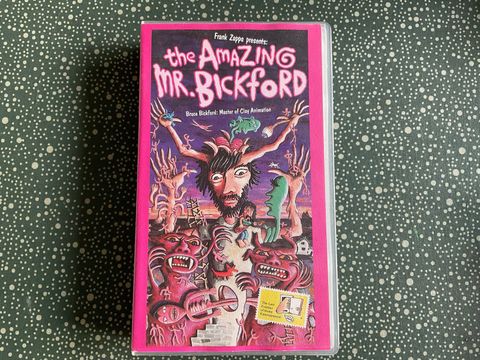 Frank Zappa presents:
the AMAZING
MR. BICKFORD
Bruce Bickford: Master of Clay Animation